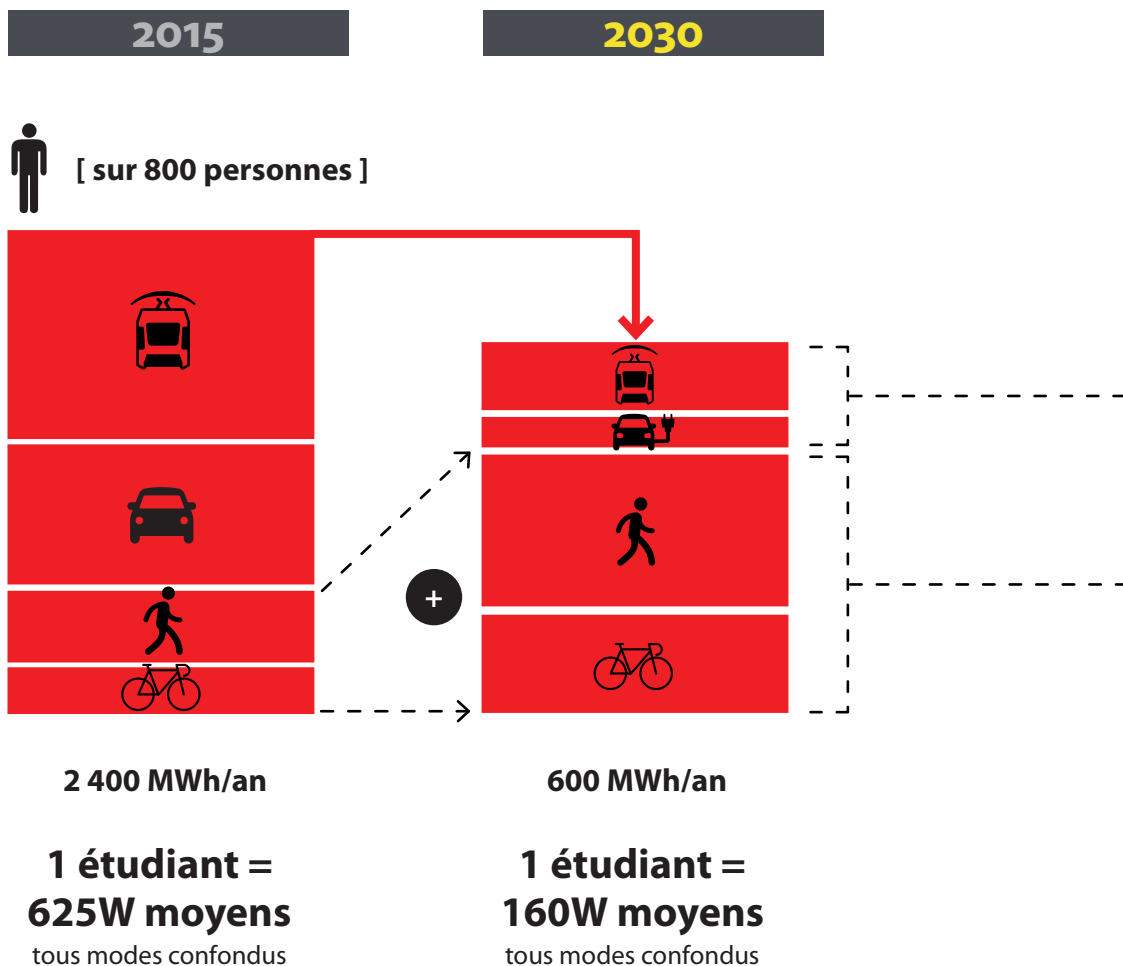 2015
2030
[ sur 800 personnes ]
+
2 400 MWh/an
600 MWh/an
1 étudiant =
625W moyens
tous modes confondus
1 étudiant =
160W moyens
tous modes confondus